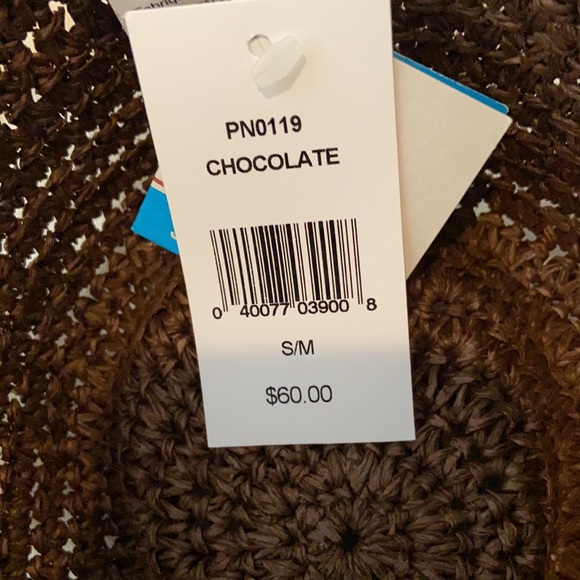 PN0119
CHOCOLATE
0 40077 03900 8
S/M
$60.00